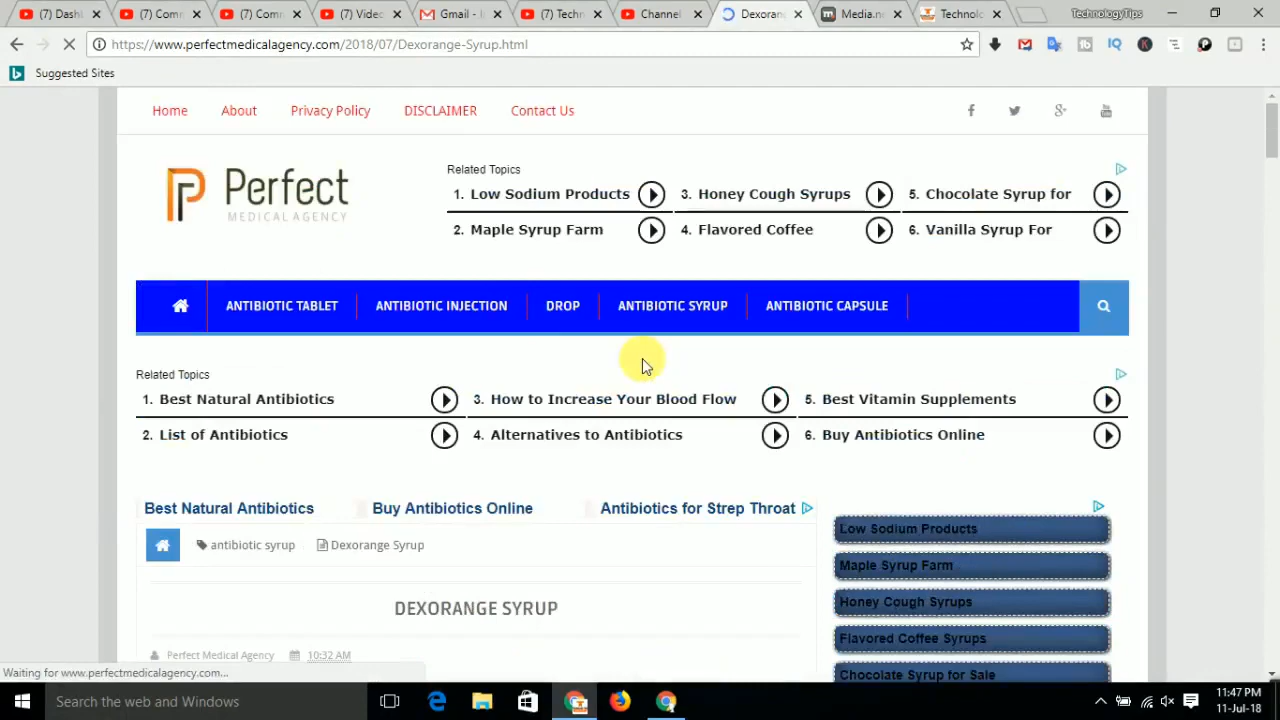 (7) Dashl
(7) Comm
(7) Comm
(7) Video
Gmail - I
(7) Techn
Channel
Dexoran
Media.ne
Technolo
TechnologyTips
https://www.perfectmedicalagency.com/2018/07/Dexorange-Syrup.html
Suggested Sites
Home About Privacy Policy DISCLAIMER Contact Us
Perfect
MEDICAL AGENCY
Related Topics
1. Low Sodium Products 3. Honey Cough Syrups 5. Chocolate Syrup for
2. Maple Syrup Farm 4. Flavored Coffee 6. Vanilla Syrup For
ANTIBIOTIC TABLET ANTIBIOTIC INJECTION DROP ANTIBIOTIC SYRUP ANTIBIOTIC CAPSULE
Related Topics
1. Best Natural Antibiotics 3. How to Increase Your Blood Flow 5. Best Vitamin Supplements
2. List of Antibiotics 4. Alternatives to Antibiotics 6. Buy Antibiotics Online
Best Natural Antibiotics Buy Antibiotics Online Antibiotics for Strep Throat
antibiotic syrup Dexorange Syrup
DEXORANGE SYRUP
Perfect Medical Agency 10:32 AM
Low Sodium Products
Maple Syrup Farm
Honey Cough Syrups
Flavored Coffee Syrups
Chocolate Syrup for Sale
Waiting for www.perfectmedicalagency.com...
Search the web and Windows
11:47 PM
11-Jul-18